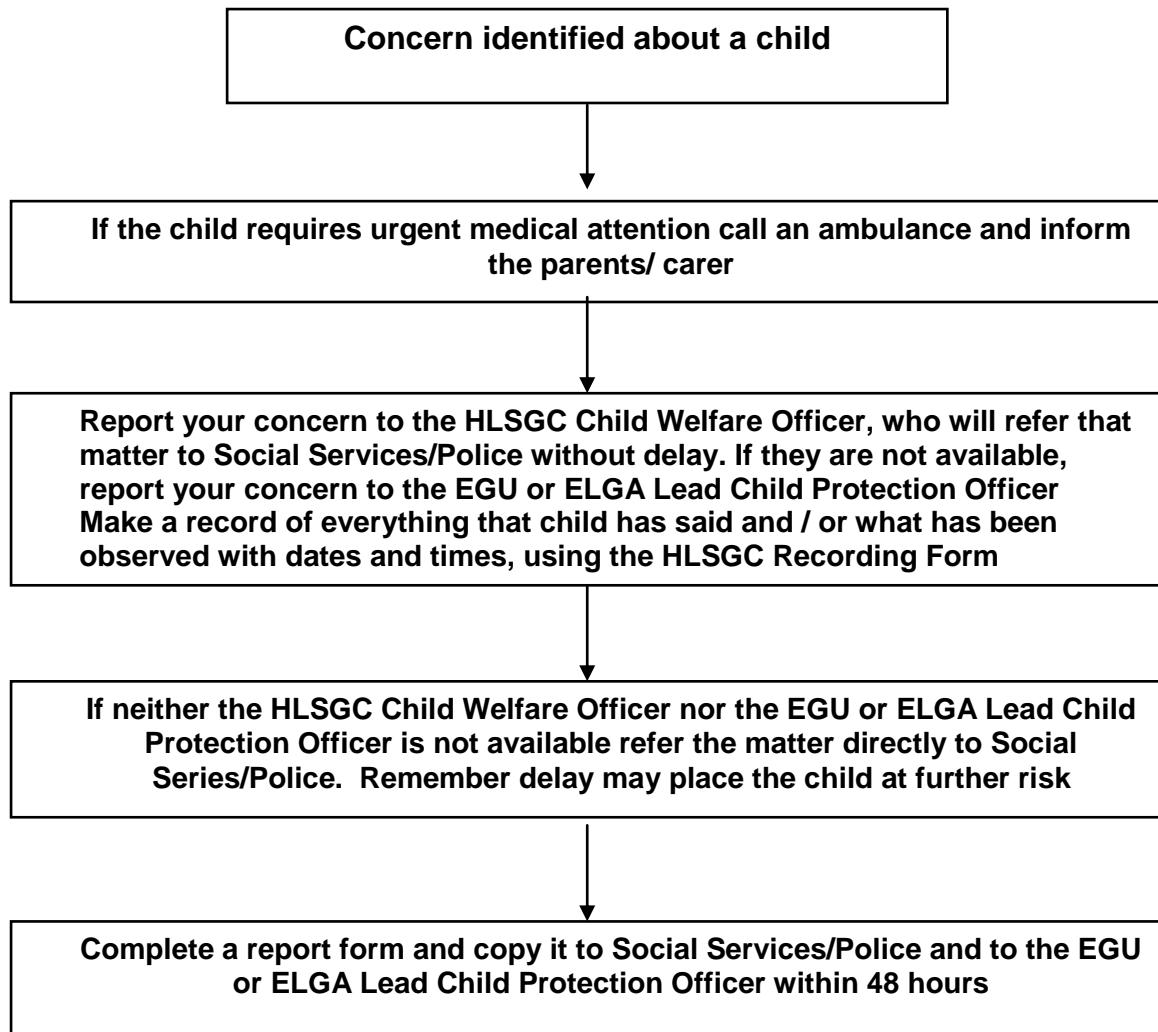 Concern identified about a child
If the child requires urgent medical attention call an ambulance and inform
the parents/ carer
Report your concern to the HLSGC Child Welfare Officer, who will refer that
matter to Social Services/Police without delay. If they are not available,
report your concern to the EGU or ELGA Lead Child Protection Officer
Make a record of everything that child has said and / or what has been
observed with dates and times, using the HLSGC Recording Form
If neither the HLSGC Child Welfare Officer nor the EGU or ELGA Lead Child
Protection Officer is not available refer the matter directly to Social
Series/Police.  Remember delay may place the child at further risk
Complete a report form and copy it to Social Services/Police and to the EGU
or ELGA Lead Child Protection Officer within 48 hours